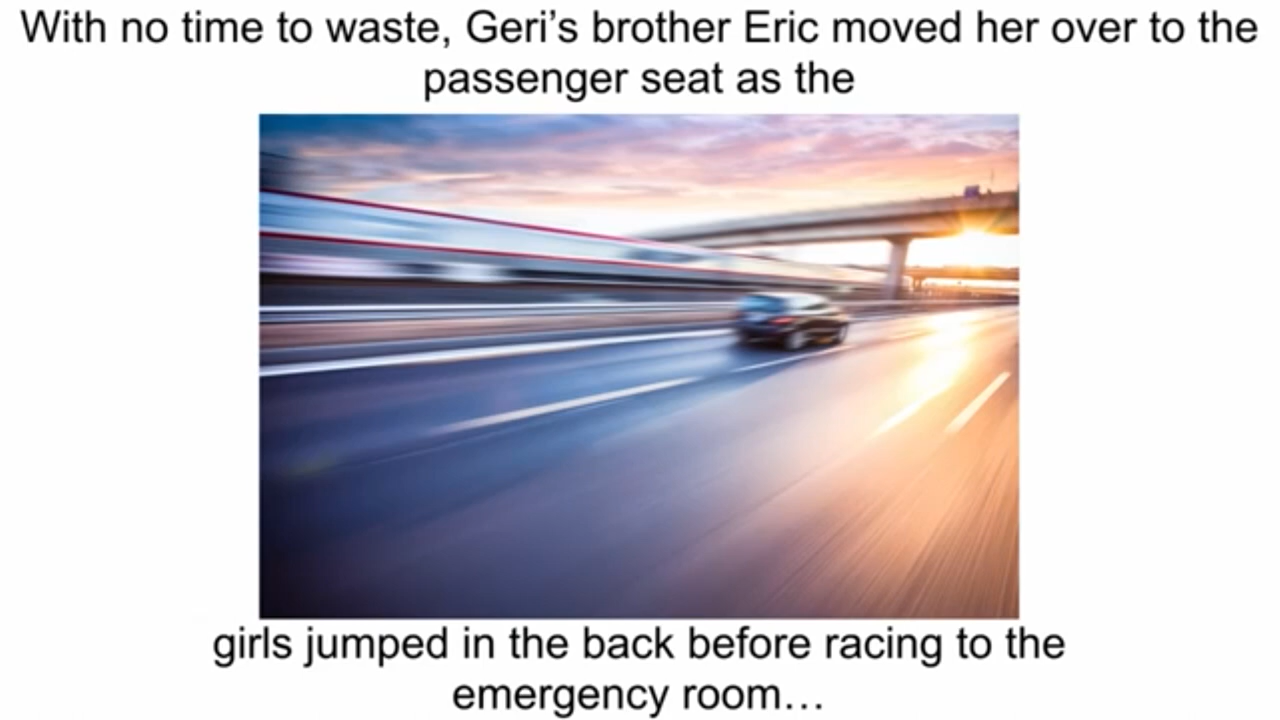 With no time to waste, Geri’s brother Eric moved her over to the
passenger seat as the
girls jumped in the back before racing to the
emergency room…